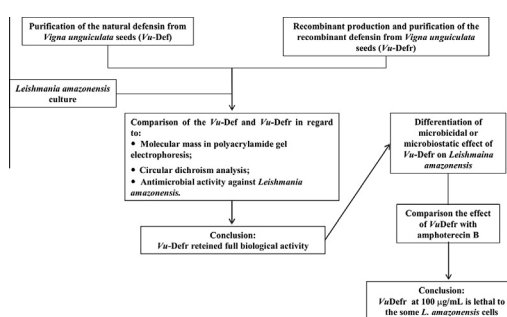 Purification of the natural defensin from
Vigna unguiculata seeds (Vu-Def)
Recombinant production and purification of the
recombinant defensin from Vigna unguiculata
seeds (Vu-Defr)
Leishmania amazonensis
culture
Comparison of the Vu-Def and Vu-Defr in regard
to:
• Molecular mass in polyacrylamide gel
electrophoresis;
• Circular dichroism analysis;
• Antimicrobial activity against Leishmania
amazonensis.
Conclusion:
Vu-Defr reteined full biological activity
Differentiation of
microbicidal or
microbiostatic effect of
Vu-Defr on Leishmaina
amazonensis
Comparison the effect
of VuDefr with
amphoterecin B
Conclusion:
VuDefr at 100 µg/mL is lethal to
the some L. amazonensis cells